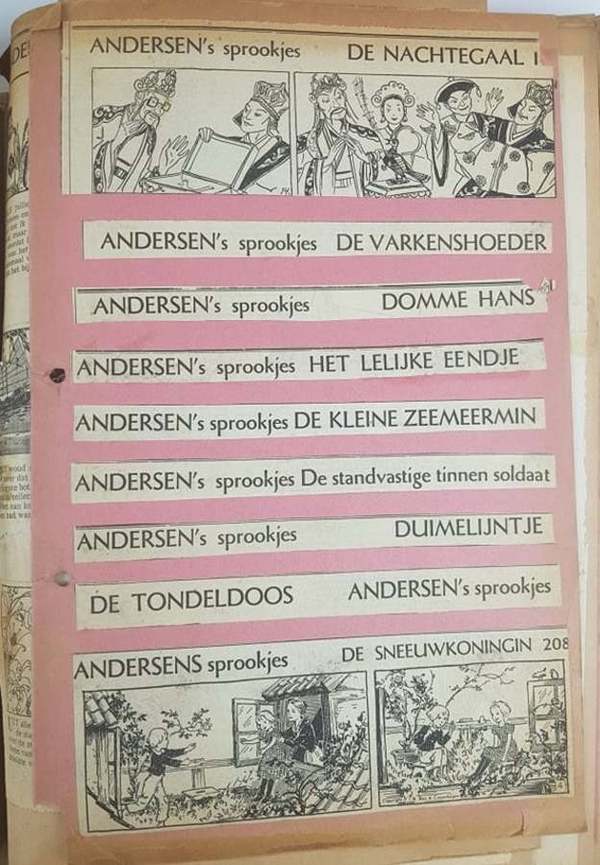 ANDERSEN's sprookjes DE NACHTEGAAL 1
ANDERSEN's sprookjes DE VARKENSHOEDER
ANDERSEN's sprookjes DOMME HANS
ANDERSEN's sprookjes HET LELIJKE EENDJE
ANDERSEN's sprookjes DE KLEINE ZEEMEERMIN
ANDERSEN's sprookjes De standvastige tinnen soldaat
ANDERSEN's sprookjes DUIMELIJNTJE
DE TONDELDOOS ANDERSEN's sprookjes
ANDERSENS sprookjes DE SNEEUWKONINGIN 208